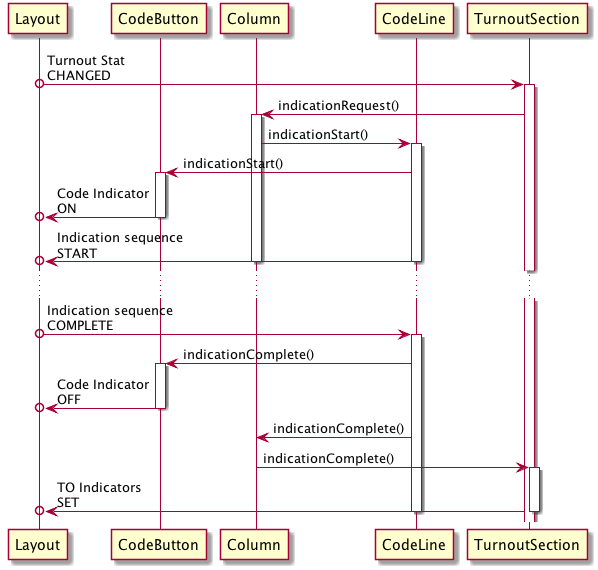 Layout
CodeButton
Column
CodeLine
TurnoutSection
Turnout Stat
CHANGED
indicationRequest()
indicationStart()
indicationStart()
Code Indicator
ON
Indication sequence
START
Indication sequence
COMPLETE
indicationComplete()
Code Indicator
OFF
indicationComplete()
indicationComplete()
TO Indicators
SET
Layout
CodeButton
Column
CodeLine
TurnoutSection